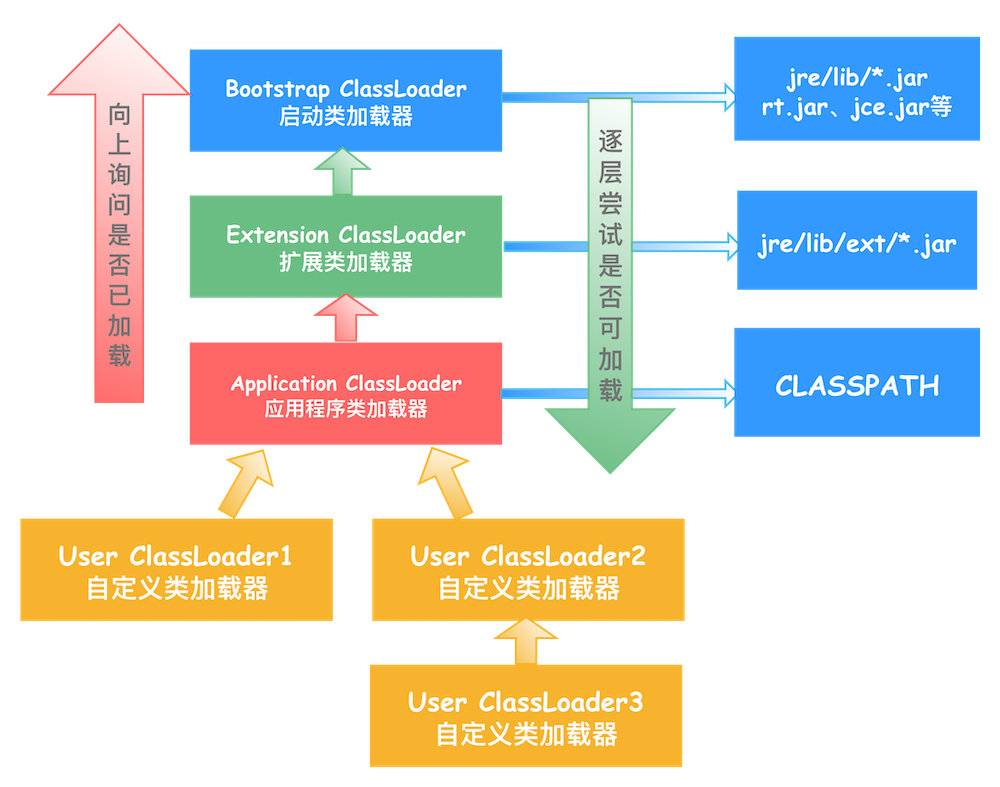 向上询问是否已加载
Bootstrap ClassLoader
启动类加载器
jre/lib/*.jar
rt.jar、jce.jar等
逐层尝试是否可加载
Extension ClassLoader
扩展类加载器
jre/lib/ext/*.jar
Application ClassLoader
应用程序类加载器
CLASSPATH
User ClassLoader1
自定义类加载器
User ClassLoader2
自定义类加载器
User ClassLoader3
自定义类加载器